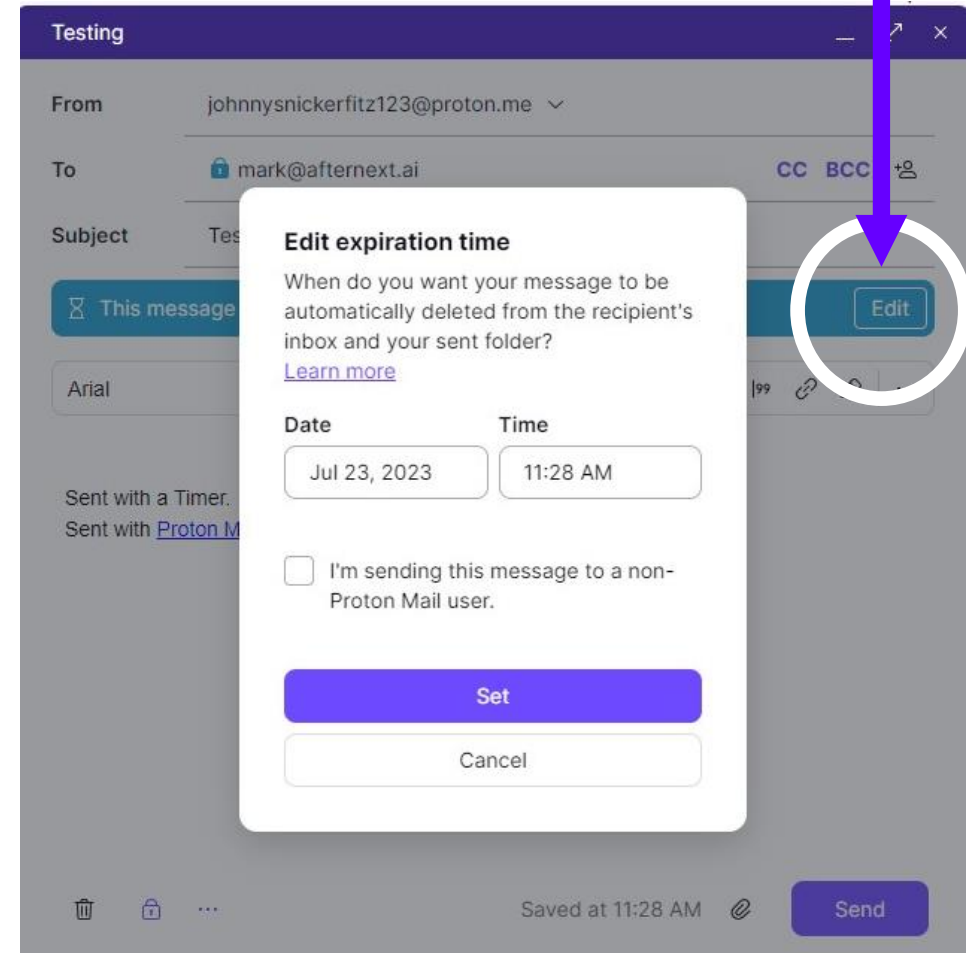 Testing
From johnnysnickerfitz123@proton.me
To mark@afternext.ai CC BCC
Subject Tes
This message Edit
Arial
Sent with a Timer.
Sent with Proton M
Edit expiration time
When do you want your message to be
automatically deleted from the recipient's
inbox and your sent folder?
Learn more
Date Time
Jul 23, 2023 11:28 AM
I'm sending this message to a non-
Proton Mail user.
Set
Cancel
Saved at 11:28 AM Send